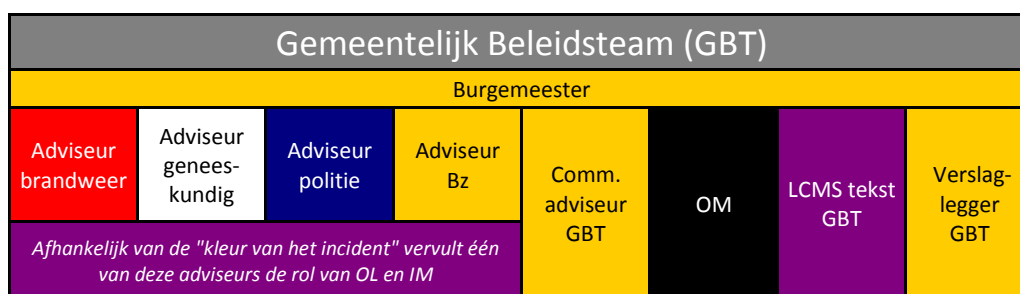 Gemeentelijk Beleidsteam (GBT)
Burgemeester
Adviseur
brandweer
Adviseur
genees-
kundig
Adviseur
politie
Adviseur
Bz
Comm.
adviseur
GBT
OM
LCMS tekst
GBT
Verslag-
legger
GBT
Afhankelijk van de "kleur van het incident" vervult één
van deze adviseurs de rol van OL en IM